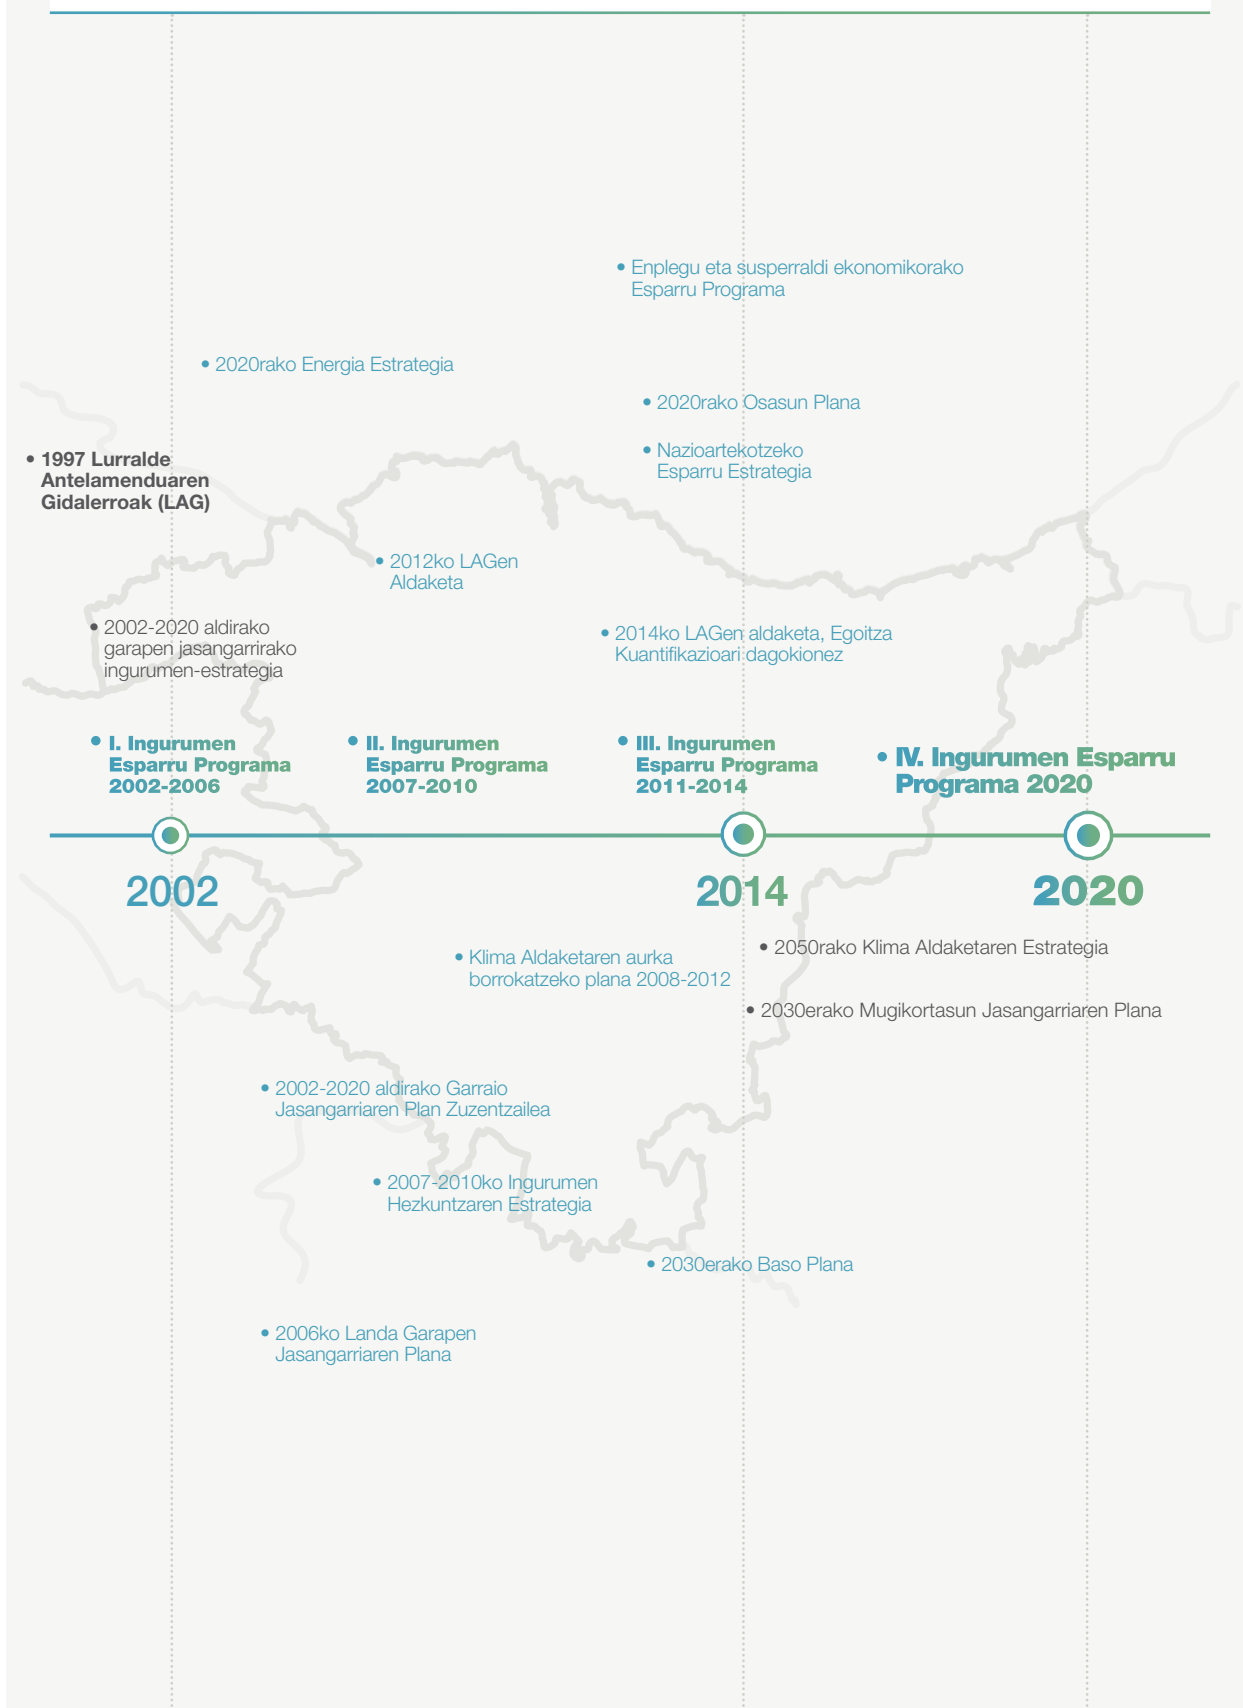 • Enplegu eta susperraldi ekonomikorako
Esparru Programa
• 2020rako Energia Estrategia
• 2020rako Osasun Plana
• Nazioartekotzeko
Esparru Estrategia
• 1997 Lurralde
Antelamenduaren
Gidalerroak (LAG)
• 2012ko LAGen
Aldaketa
• 2002-2020 aldirako
garapen jasangarrirako
ingurumen-estrategia
• 2014ko LAGen aldaketa, Egoitza
Kuantifikazioari dagokionez
• I. Ingurumen
Esparru Programa
2002-2006
• II. Ingurumen
Esparru Programa
2007-2010
• III. Ingurumen
Esparru Programa
2011-2014
• IV. Ingurumen Esparru
Programa 2020
2002
2014
2020
• Klima Aldaketaren aurka
borrokatzeko plana 2008-2012
• 2050rako Klima Aldaketaren Estrategia
• 2030erako Mugikortasun Jasangarriaren Plana
• 2002-2020 aldirako Garraio
Jasangarriaren Plan Zuzentzailea
• 2007-2010ko Ingurumen
Hezkuntzaren Estrategia
• 2030erako Baso Plana
• 2006ko Landa Garapen
Jasangarriaren Plana